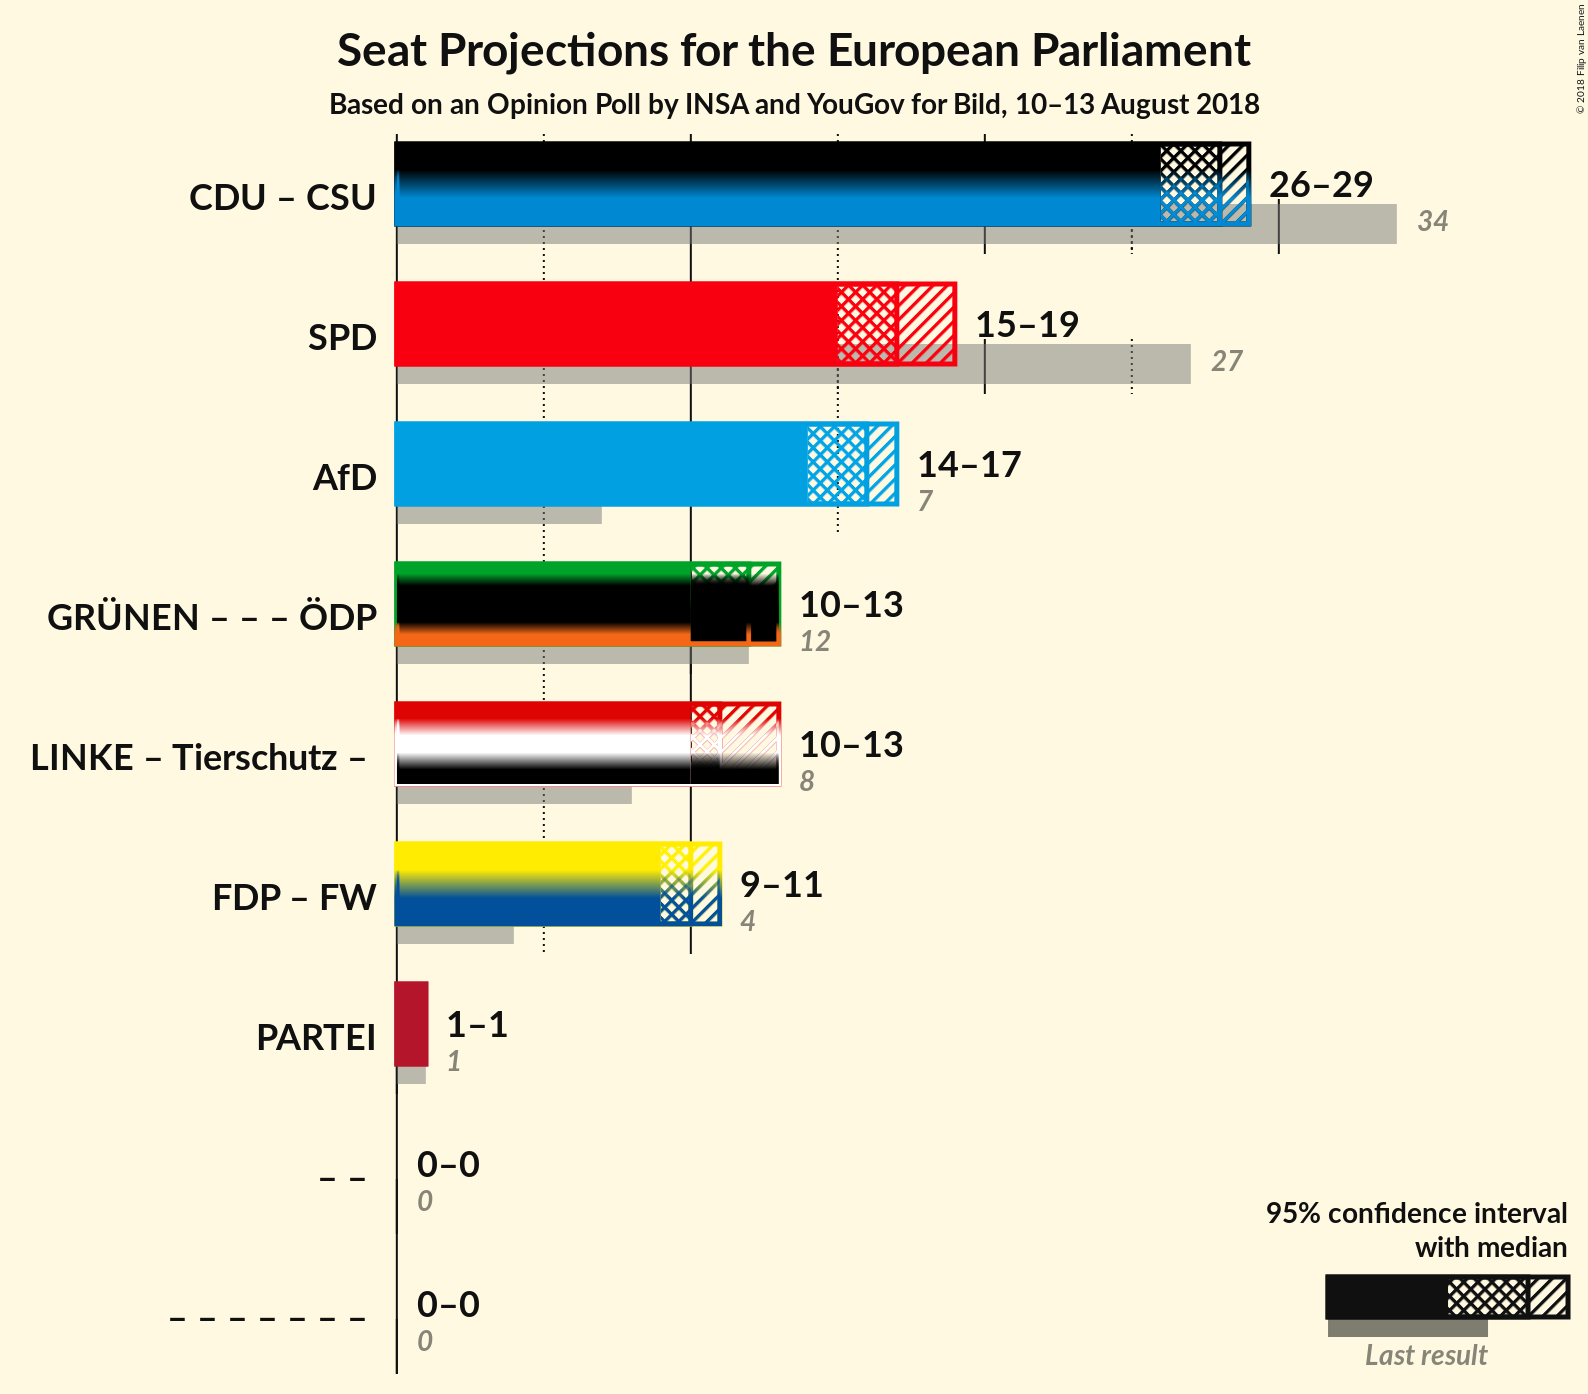 Seat Projections for the European Parliament
Based on an Opinion Poll by INSA and YouGov for Bild, 10–13 August 2018
© 2018 Filip van Laenen
CDU – CSU
26–29
34
SPD
15–19
27
AfD
14–17
7
GRÜNEN – – – ÖDP
10–13
12
LINKE – Tierschutz –
10–13
8
FDP – FW
9–11
4
PARTEI
1–1
1
– –
0–0
0
– – – – – – –
0–0
0
95% confidence interval
with median
Last result